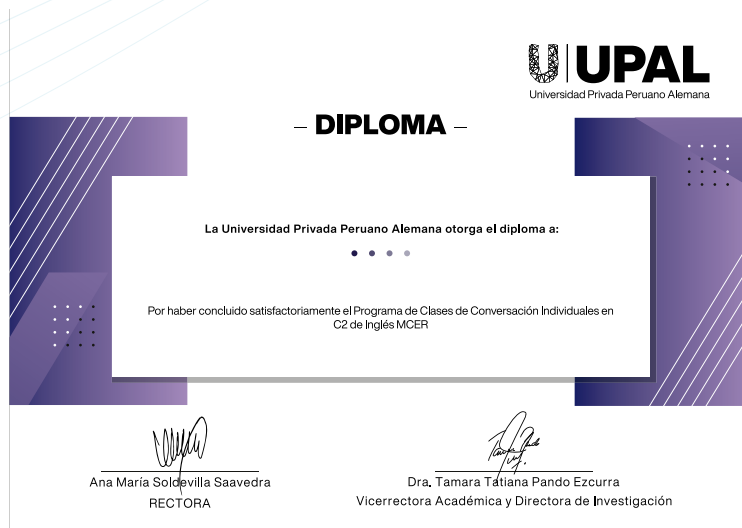 UPAL
Universidad Privada Peruano Alemana
– DIPLOMA –
La Universidad Privada Peruano Alemana otorga el diploma a:
Por haber concluido satisfactoriamente el Programa de Clases de Conversación Individuales en
C2 de Inglés MCER
Ana María Soldevilla Saavedra
RECTORA
Dra. Tamara Tatiana Pando Ezcurra
Vicerrectora Académica y Directora de Investigación